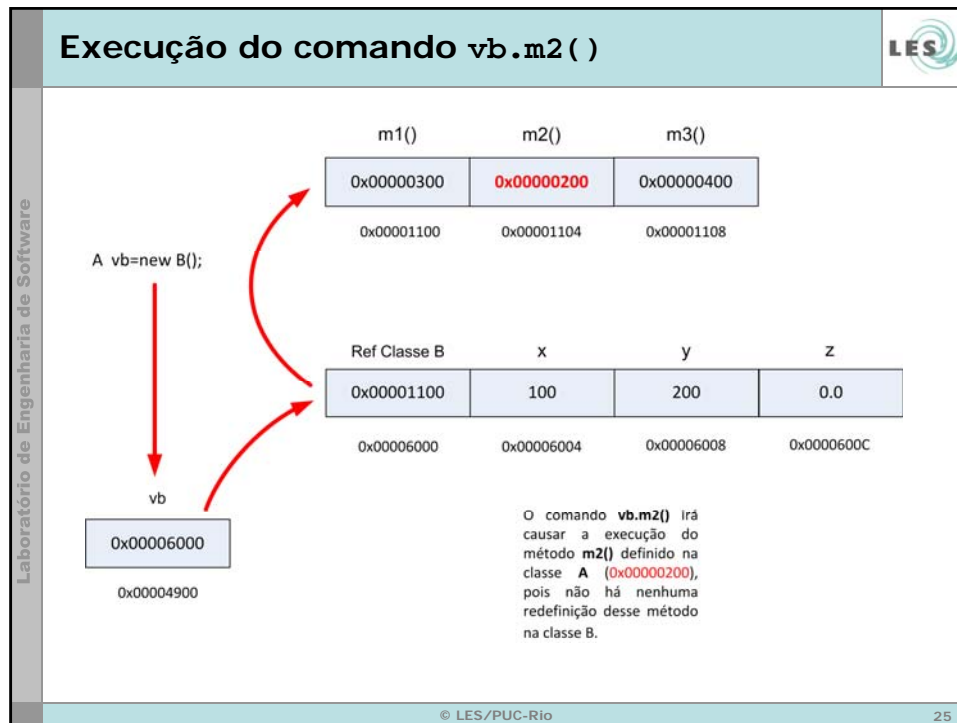 Execução do comando vb.m2()
LES
Laboratório de Engenharia de Software
m1() m2() m3()
0x00000300 0x00000200 0x00000400
0x00001100 0x00001104 0x00001108
A vb=new B();
Ref Classe B x y z
0x00001100 100 200 0.0
0x00006000 0x00006004 0x00006008 0x0000600C
vb
0x00006000
0x00004900
O comando vb.m2() irá
causar a execução do
método m2() definido na
classe A (0x00000200),
pois não há nenhuma
redefinição desse método
na classe B.
© LES/PUC-Rio
25